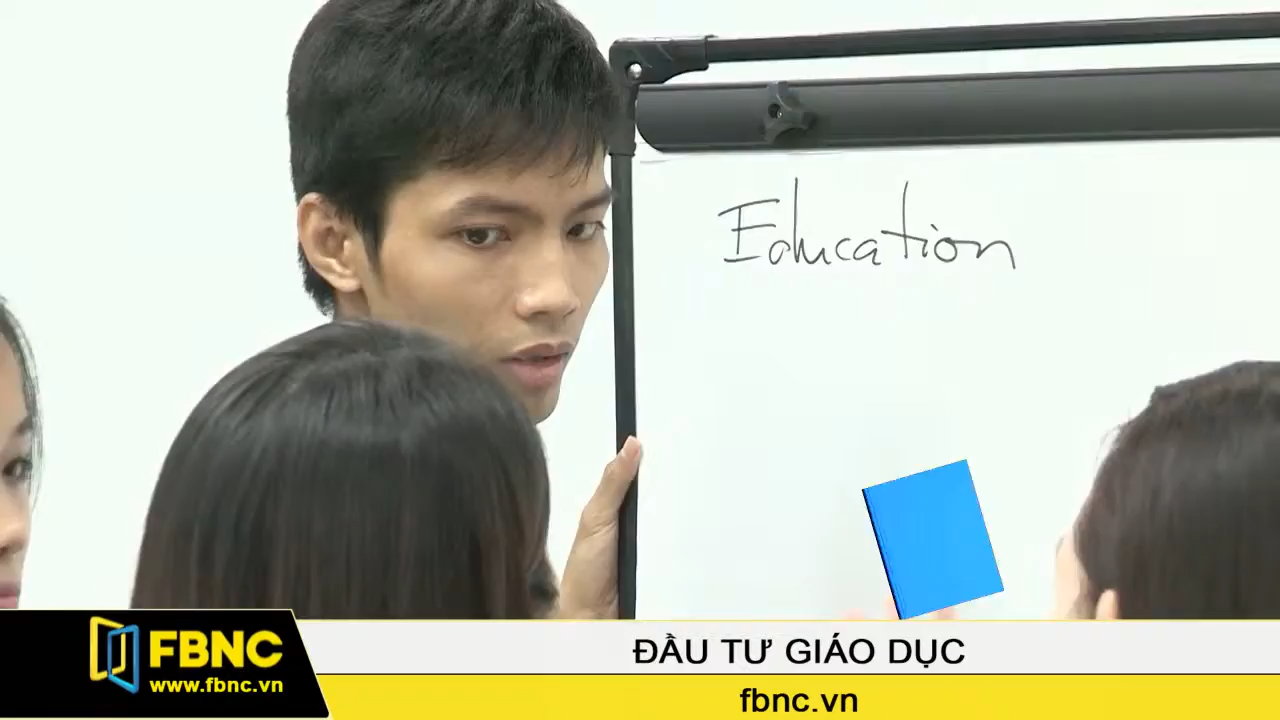 Education
FBNC
www.fbnc.vn
ĐẦU TƯ GIÁO DỤC
fbnc.vn